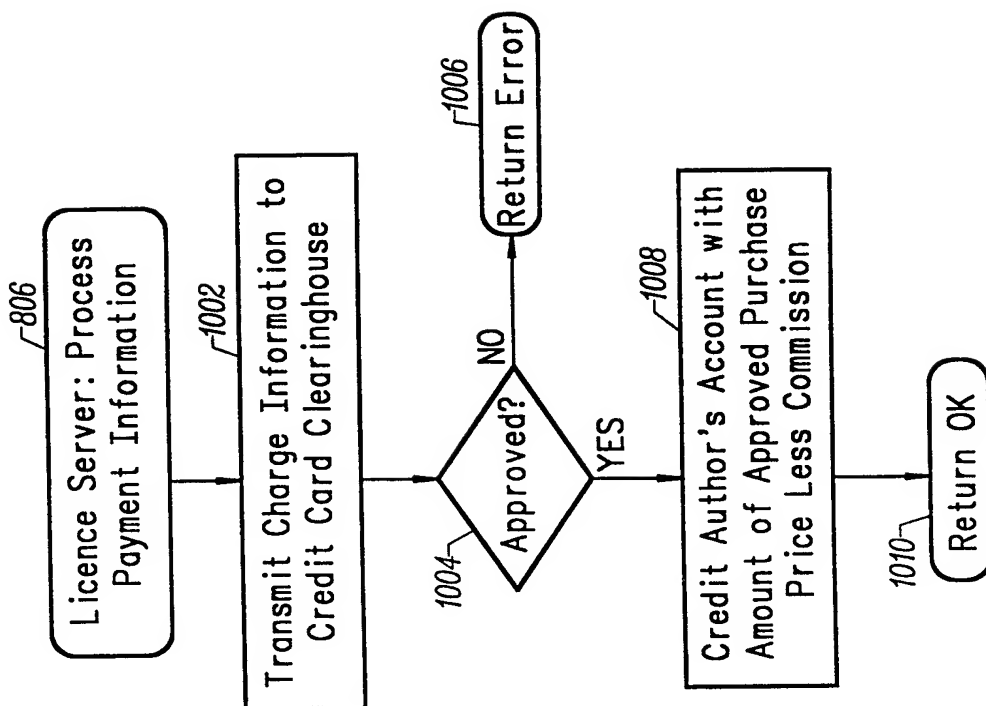 806
Licence Server: Process
Payment Information
1002
Transmit Charge Information to
Credit Card Clearinghouse
1004
Approved?
NO
1006
Return Error
YES
1008
Credit Author's Account with
Amount of Approved Purchase
Price Less Commission
1010
Return OK